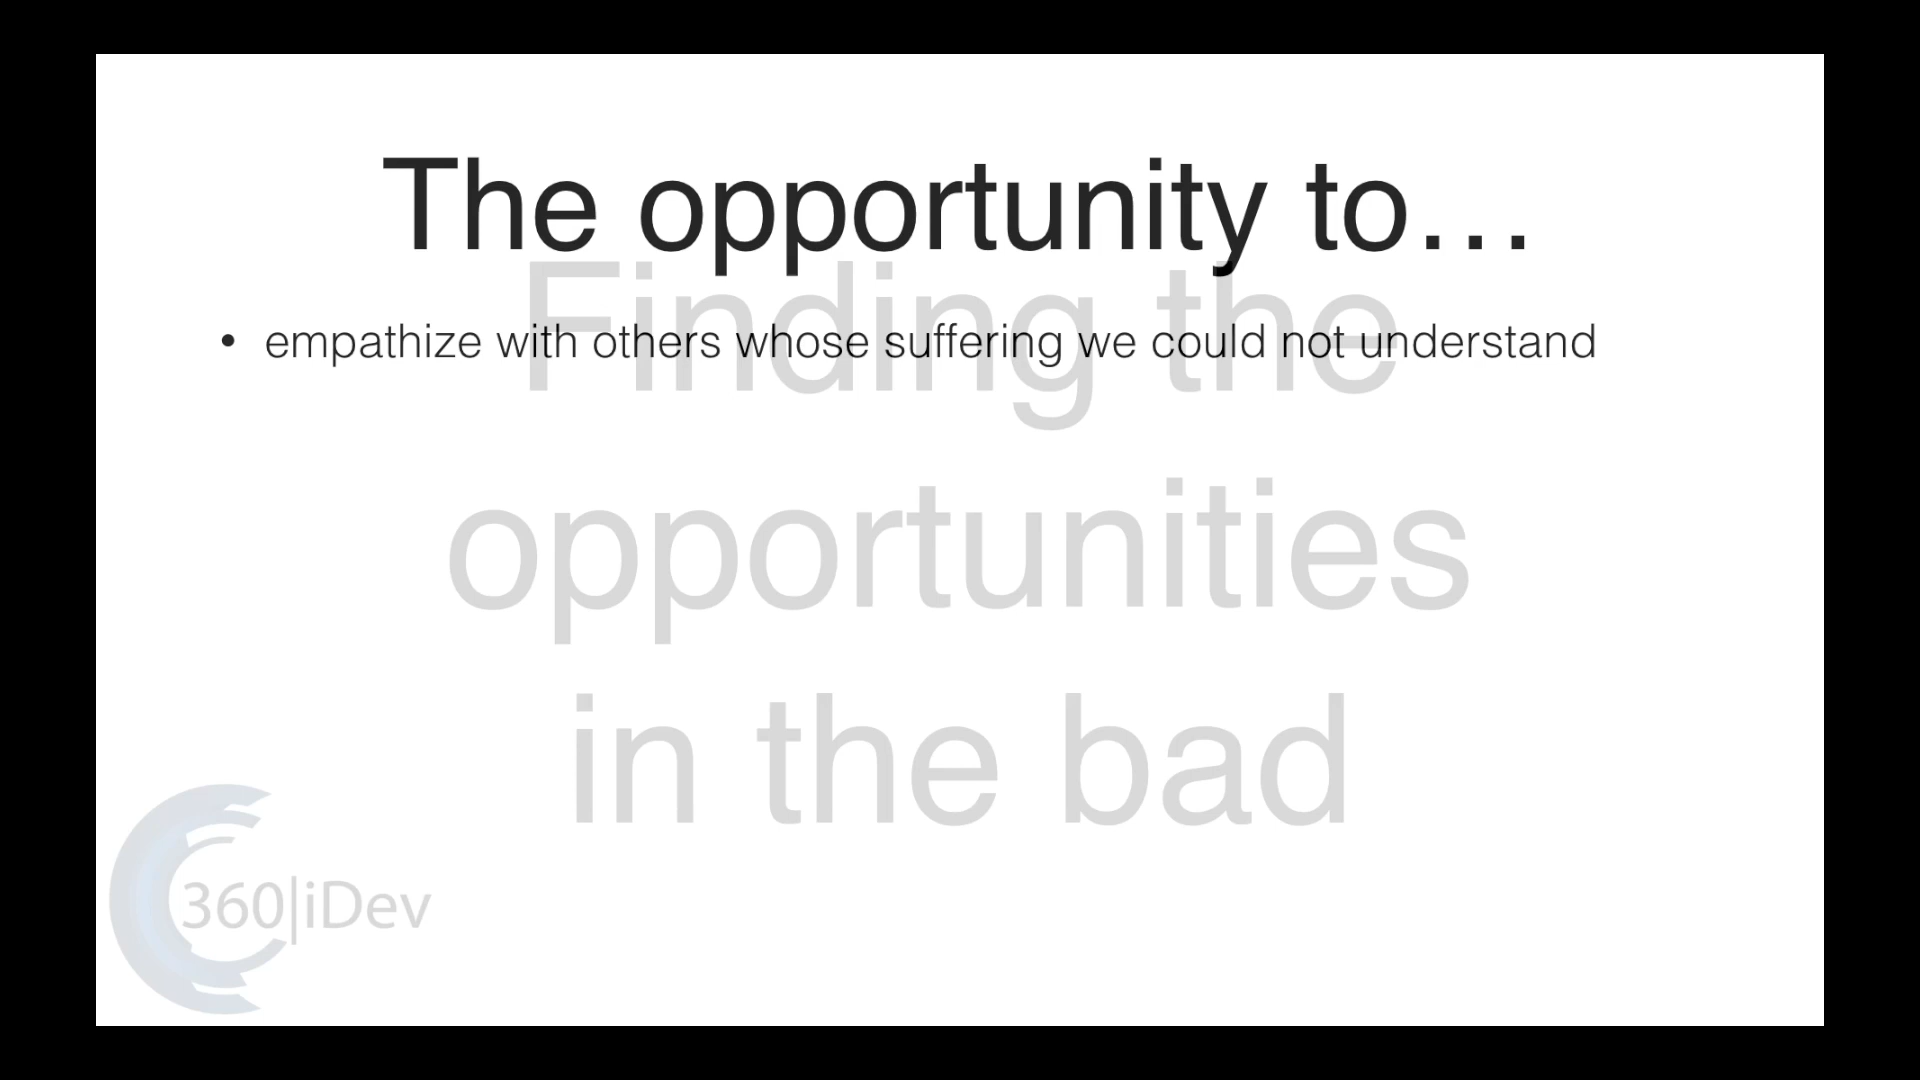 The opportunity to…
Finding the
• empathize with others whose suffering we could not understand
opportunities
in the bad
360|iDev